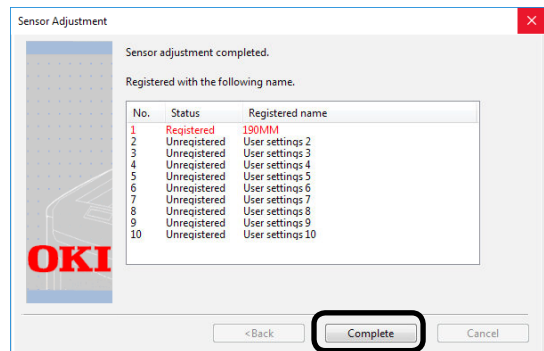 Sensor Adjustment
Sensor adjustment completed.
Registered with the following name.
No. Status Registered name
1 Registered 190MM
2 Unregistered User settings 2
3 Unregistered User settings 3
4 Unregistered User settings 4
5 Unregistered User settings 5
6 Unregistered User settings 6
7 Unregistered User settings 7
8 Unregistered User settings 8
9 Unregistered User settings 9
10 Unregistered User settings 10
OKI
<Back Complete Cancel